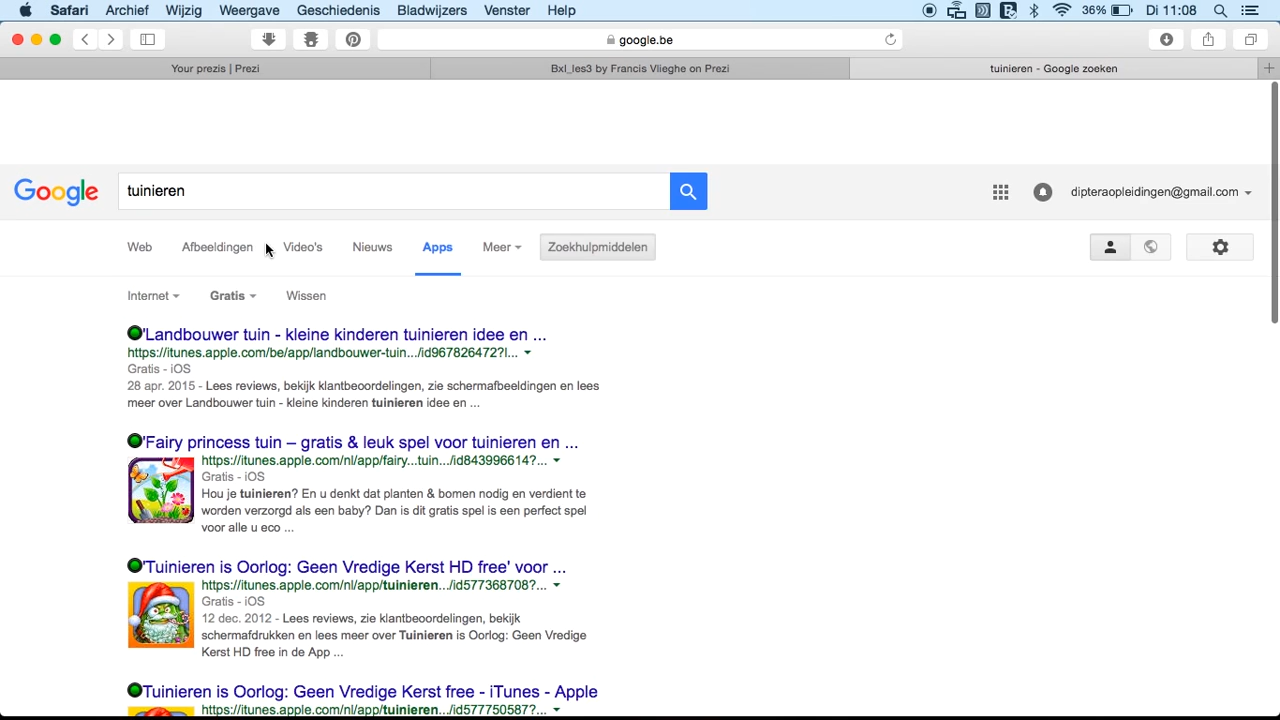 Safari Archief Wijzig Weergave Geschiedenis Bladwijzers Venster Help 36% Di 11:08
google.be
Your prezis | Prezi Bxl_les3 by Francis Vlieghe on Prezi tuinieren - Google zoeken
Google tuinieren dipteraopleidingen@gmail.com
Web Afbeeldingen Video's Nieuws Apps Meer Zoekhulpmiddelen
Internet Gratis Wissen
'Landbouwer tuin - kleine kinderen tuinieren idee en ...
https://itunes.apple.com/be/app/landbouwer-tuin.../id967826472?l...
Gratis - iOS
28 apr. 2015 - Lees reviews, bekijk klantbeoordelingen, zie schermafbeeldingen en lees
meer over Landbouwer tuin - kleine kinderen tuinieren idee en ...
'Fairy princess tuin – gratis & leuk spel voor tuinieren en ...
https://itunes.apple.com/nl/app/fairy...tuin.../id843996614?...
Gratis - iOS
Hou je tuinieren? En u denkt dat planten & bomen nodig en verdient te
worden verzorgd als een baby? Dan is dit gratis spel is een perfect spel
voor alle u eco ...
'Tuinieren is Oorlog: Geen Vredige Kerst HD free' voor ...
https://itunes.apple.com/nl/app/tuinieren.../id577368708?...
Gratis - iOS
12 dec. 2012 - Lees reviews, zie klantbeoordelingen, bekijk
schermafdrukken en lees meer over Tuinieren is Oorlog: Geen Vredige
Kerst HD free in de App ...
Tuinieren is Oorlog: Geen Vredige Kerst free - iTunes - Apple
https://itunes.apple.com/nl/app/tuinieren.../id577750587?...